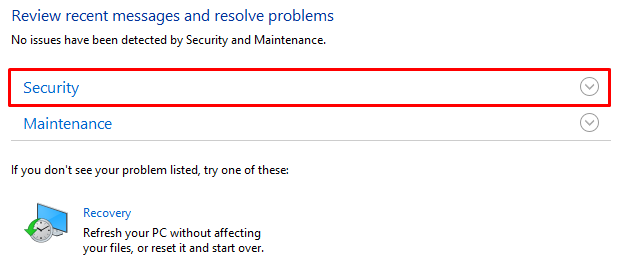 Review recent messages and resolve problems
No issues have been detected by Security and Maintenance.
Security
Maintenance
If you don't see your problem listed, try one of these:
Recovery
Refresh your PC without affecting
your files, or reset it and start over.